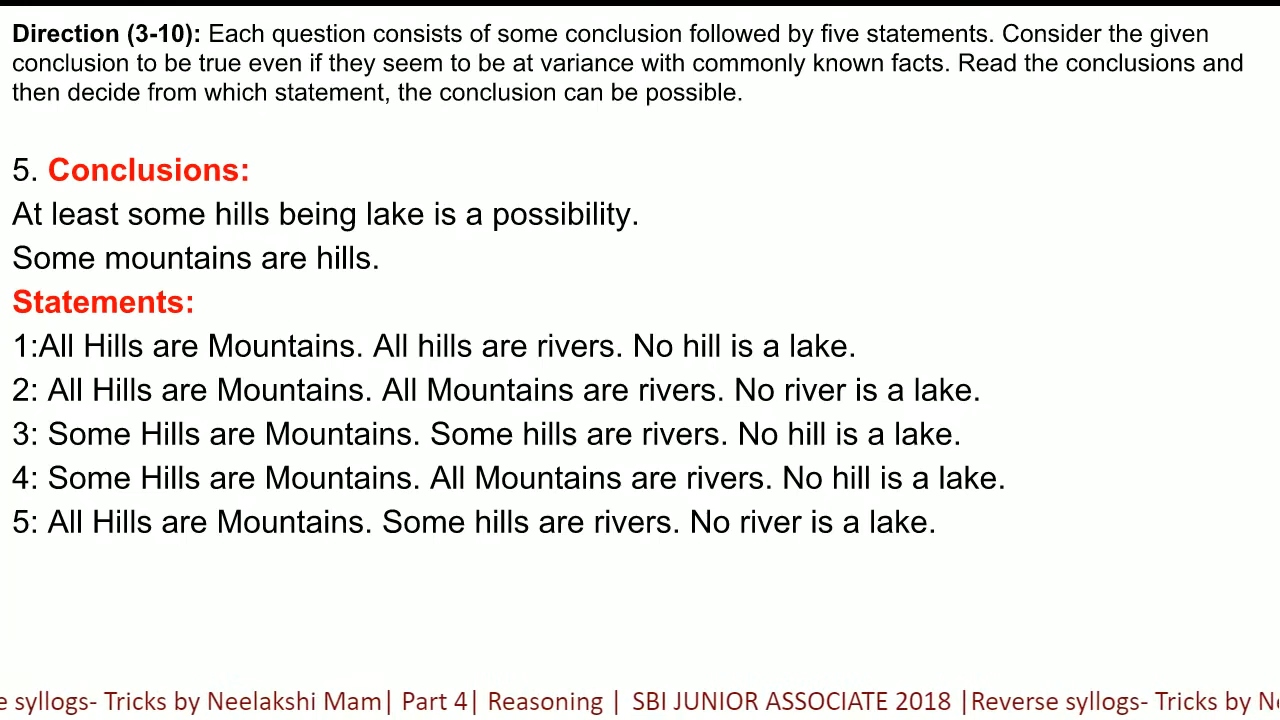 Direction (3-10): Each question consists of some conclusion followed by five statements. Consider the given
conclusion to be true even if they seem to be at variance with commonly known facts. Read the conclusions and
then decide from which statement, the conclusion can be possible.
5. Conclusions:
At least some hills being lake is a possibility.
Some mountains are hills.
Statements:
1:All Hills are Mountains. All hills are rivers. No hill is a lake.
2: All Hills are Mountains. All Mountains are rivers. No river is a lake.
3: Some Hills are Mountains. Some hills are rivers. No hill is a lake.
4: Some Hills are Mountains. All Mountains are rivers. No hill is a lake.
5: All Hills are Mountains. Some hills are rivers. No river is a lake.
e syllogs- Tricks by Neelakshi Mam| Part 4| Reasoning | SBI JUNIOR ASSOCIATE 2018 |Reverse syllogs- Tricks by Ne